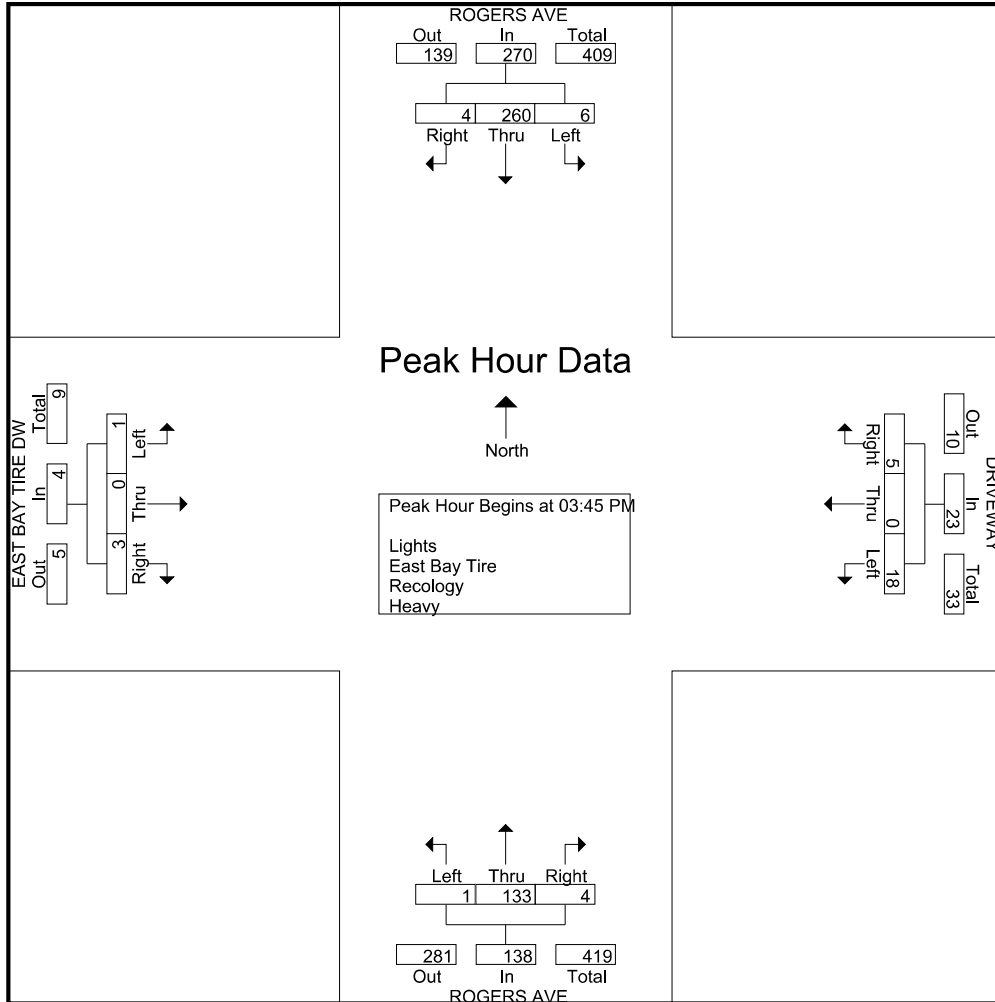 ROGERS AVE
Out In Total
139 270 409
4 260 6
Right Thru Left
Peak Hour Data
North
Peak Hour Begins at 03:45 PM
Lights
East Bay Tire
Recology
Heavy
EAST BAY TIRE DW
Out In Total
5 4 9
3 0 1
Right Thru Left
Right Thru Left
5 0 18
10 23 33
Out In Total
DRIVEWAY
Left Thru Right
1 133 4
281 138 419
Out In Total
ROGERS AVE